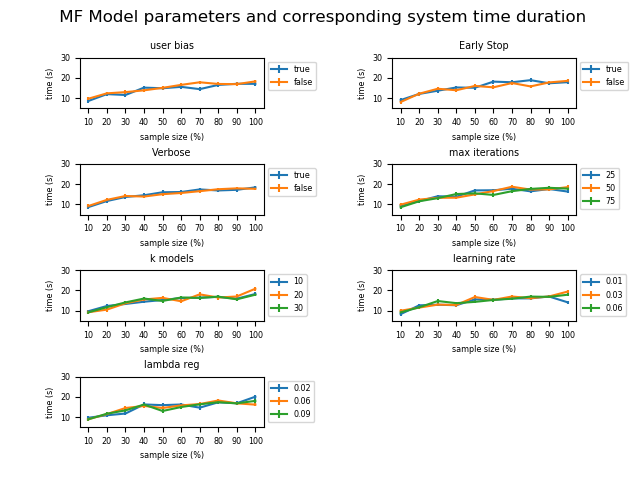 MF Model parameters and corresponding system time duration
user bias
time (s)
30
20
10
10 20 30 40 50 60 70 80 90 100
sample size (%)
true
false
Early Stop
time (s)
30
20
10
10 20 30 40 50 60 70 80 90 100
sample size (%)
true
false
Verbose
time (s)
30
20
10
10 20 30 40 50 60 70 80 90 100
sample size (%)
true
false
max iterations
time (s)
30
20
10
10 20 30 40 50 60 70 80 90 100
sample size (%)
25
50
75
k models
time (s)
30
20
10
10 20 30 40 50 60 70 80 90 100
sample size (%)
10
20
30
learning rate
time (s)
30
20
10
10 20 30 40 50 60 70 80 90 100
sample size (%)
0.01
0.03
0.06
lambda reg
time (s)
30
20
10
10 20 30 40 50 60 70 80 90 100
sample size (%)
0.02
0.06
0.09